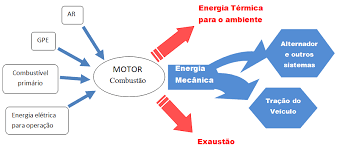 AR
GPE
Combustível
primário
Energia elétrica
para operação
MOTOR
Combustão
Energia Térmica
para o ambiente
Energia
Mecânica
Exaustão
Alternador
e outros
sistemas
Tração do
Veículo